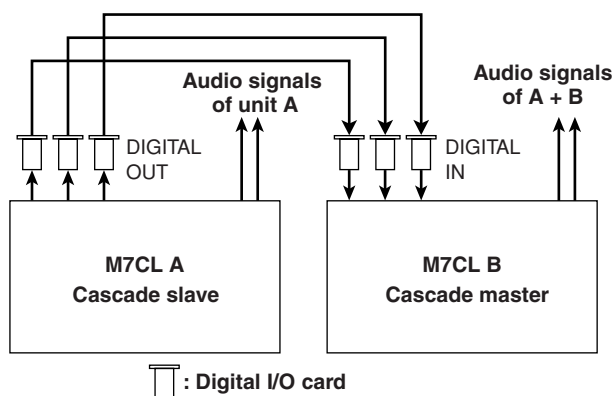 Audio signals
of unit A
Audio signals
of A + B
DIGITAL
OUT
DIGITAL
IN
M7CL A
Cascade slave
M7CL B
Cascade master
: Digital I/O card